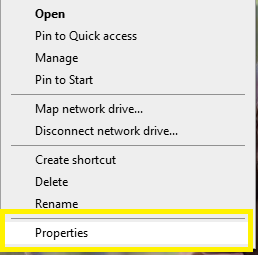 Open
Pin to Quick access
Manage
Pin to Start
Map network drive...
Disconnect network drive...
Create shortcut
Delete
Rename
Properties